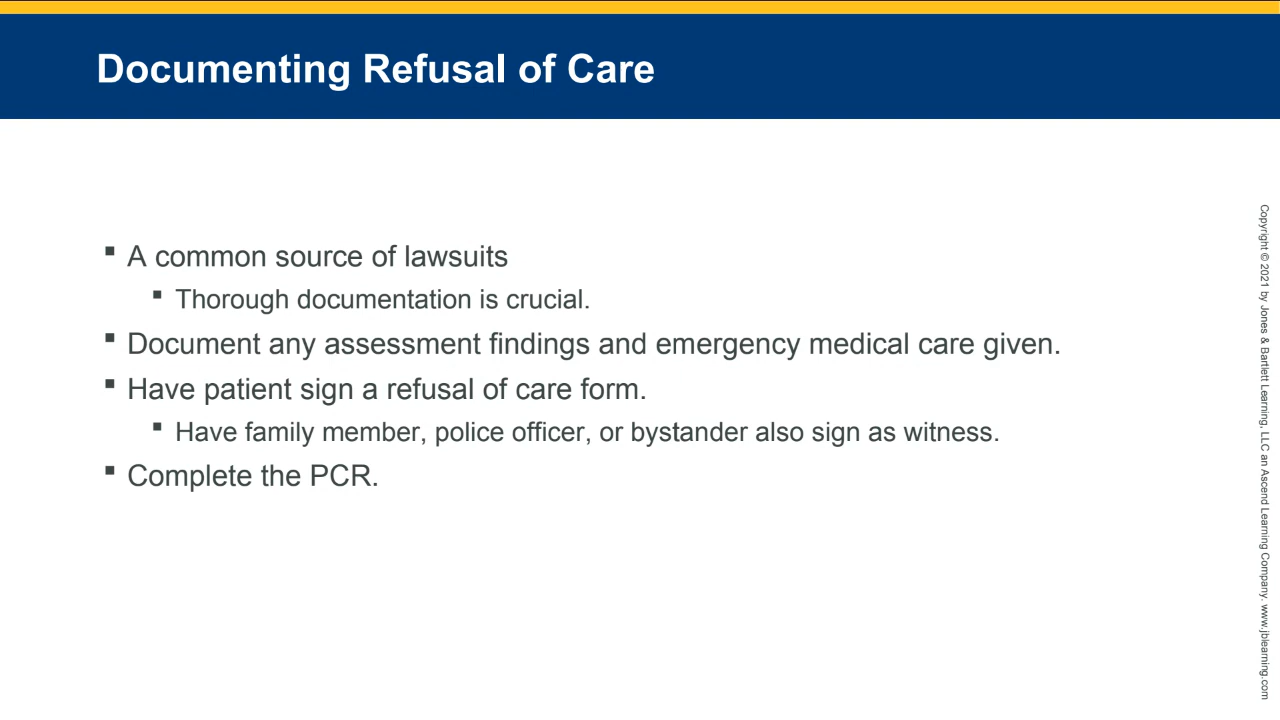 Documenting Refusal of Care
▪ A common source of lawsuits
▪ Thorough documentation is crucial.
▪ Document any assessment findings and emergency medical care given.
▪ Have patient sign a refusal of care form.
▪ Have family member, police officer, or bystander also sign as witness.
▪ Complete the PCR.
Copyright © 2021 by Jones & Bartlett Learning, LLC an Ascend Learning Company. www.jblearning.com